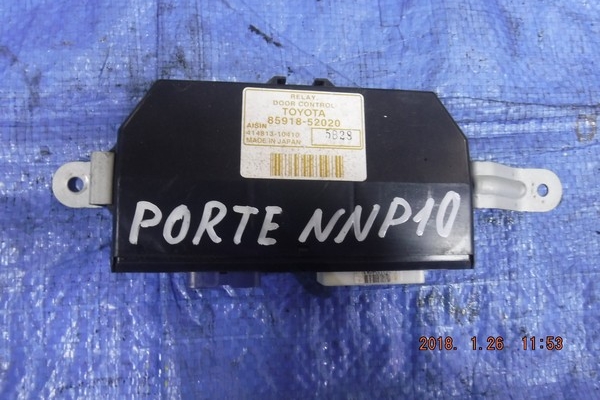 RELAY,
DOOR CONTROL
TOYOTA
85918-52020
AISIN
414813-10410
5828
MADE IN JAPAN
PORTE NNP10
2018. 1.26 11:53